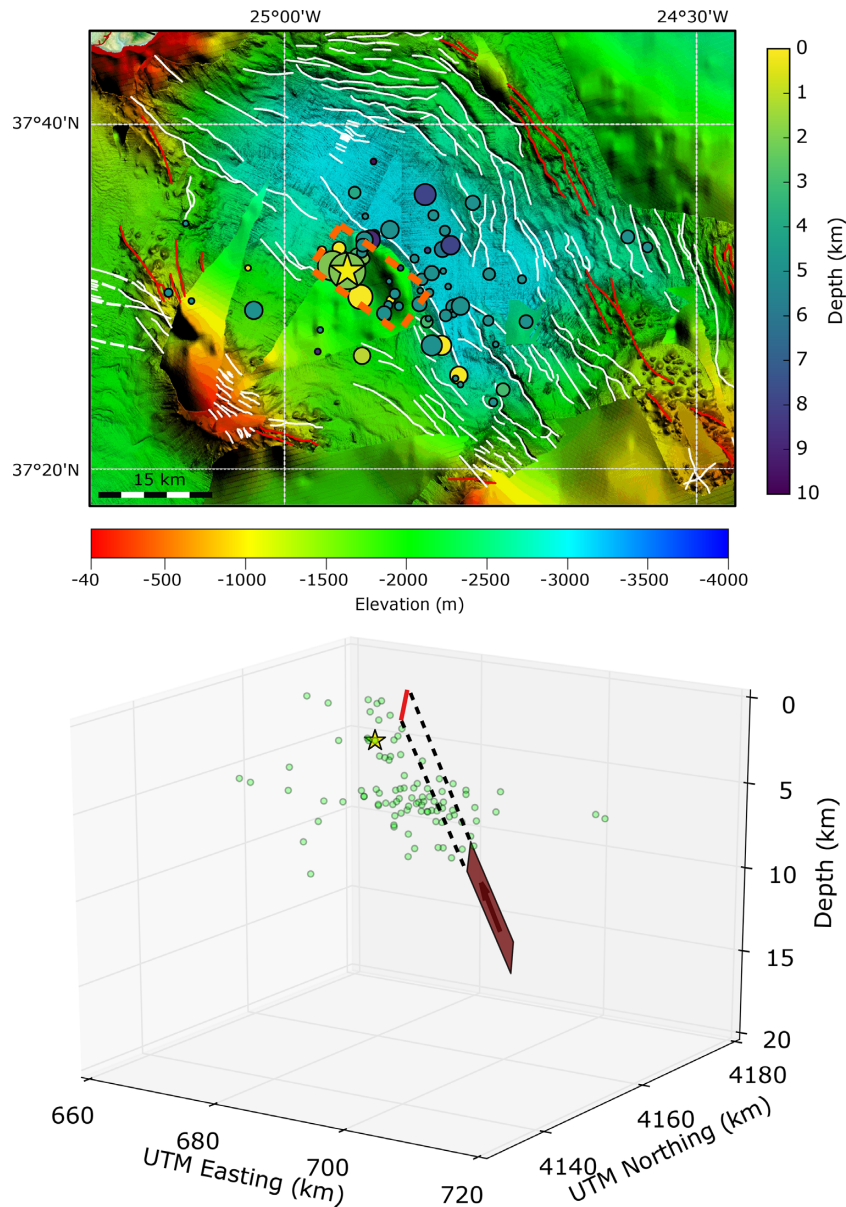 25°00'W 24°30'W
37°40'N
37°20'N
15 km
0
1
2
3
4
5
6
7
8
9
10
Depth (km)
-40 -500 -1000 -1500 -2000 -2500 -3000 -3500 -4000
Elevation (m)
0
5
10
15
20
Depth (km)
660
680
700
720
UTM Easting (km)
4140
4160
4180
UTM Northing (km)